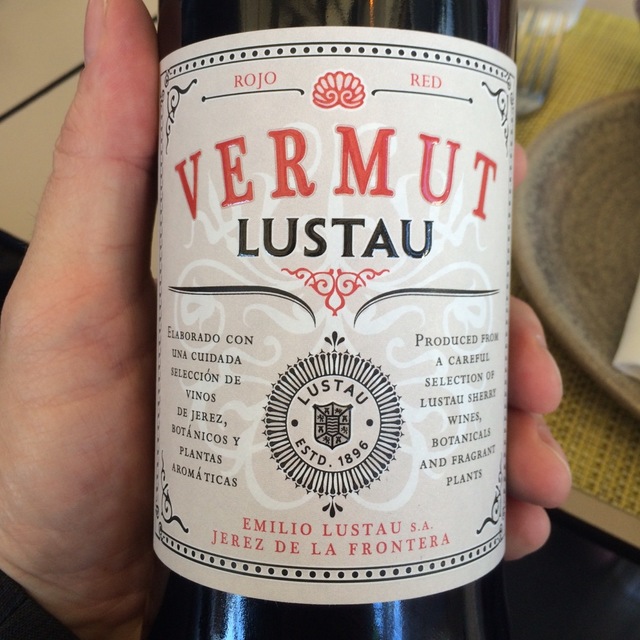 ROJO
RED
VERMUT
LUSTAU
ELABORADO CON
UNA CUIDADA
SELECCIÓN DE
VINOS
DE JEREZ,
BOTÁNICOS Y
PLANTAS
AROMÁTICAS
LUSTAU
ESTD. 1896
PRODUCED FROM
A CAREFUL
SELECTION OF
LUSTAU SHERRY
WINES,
BOTANICALS
AND FRAGRANT
PLANTS
EMILIO LUSTAU S.A.
JEREZ DE LA FRONTERA